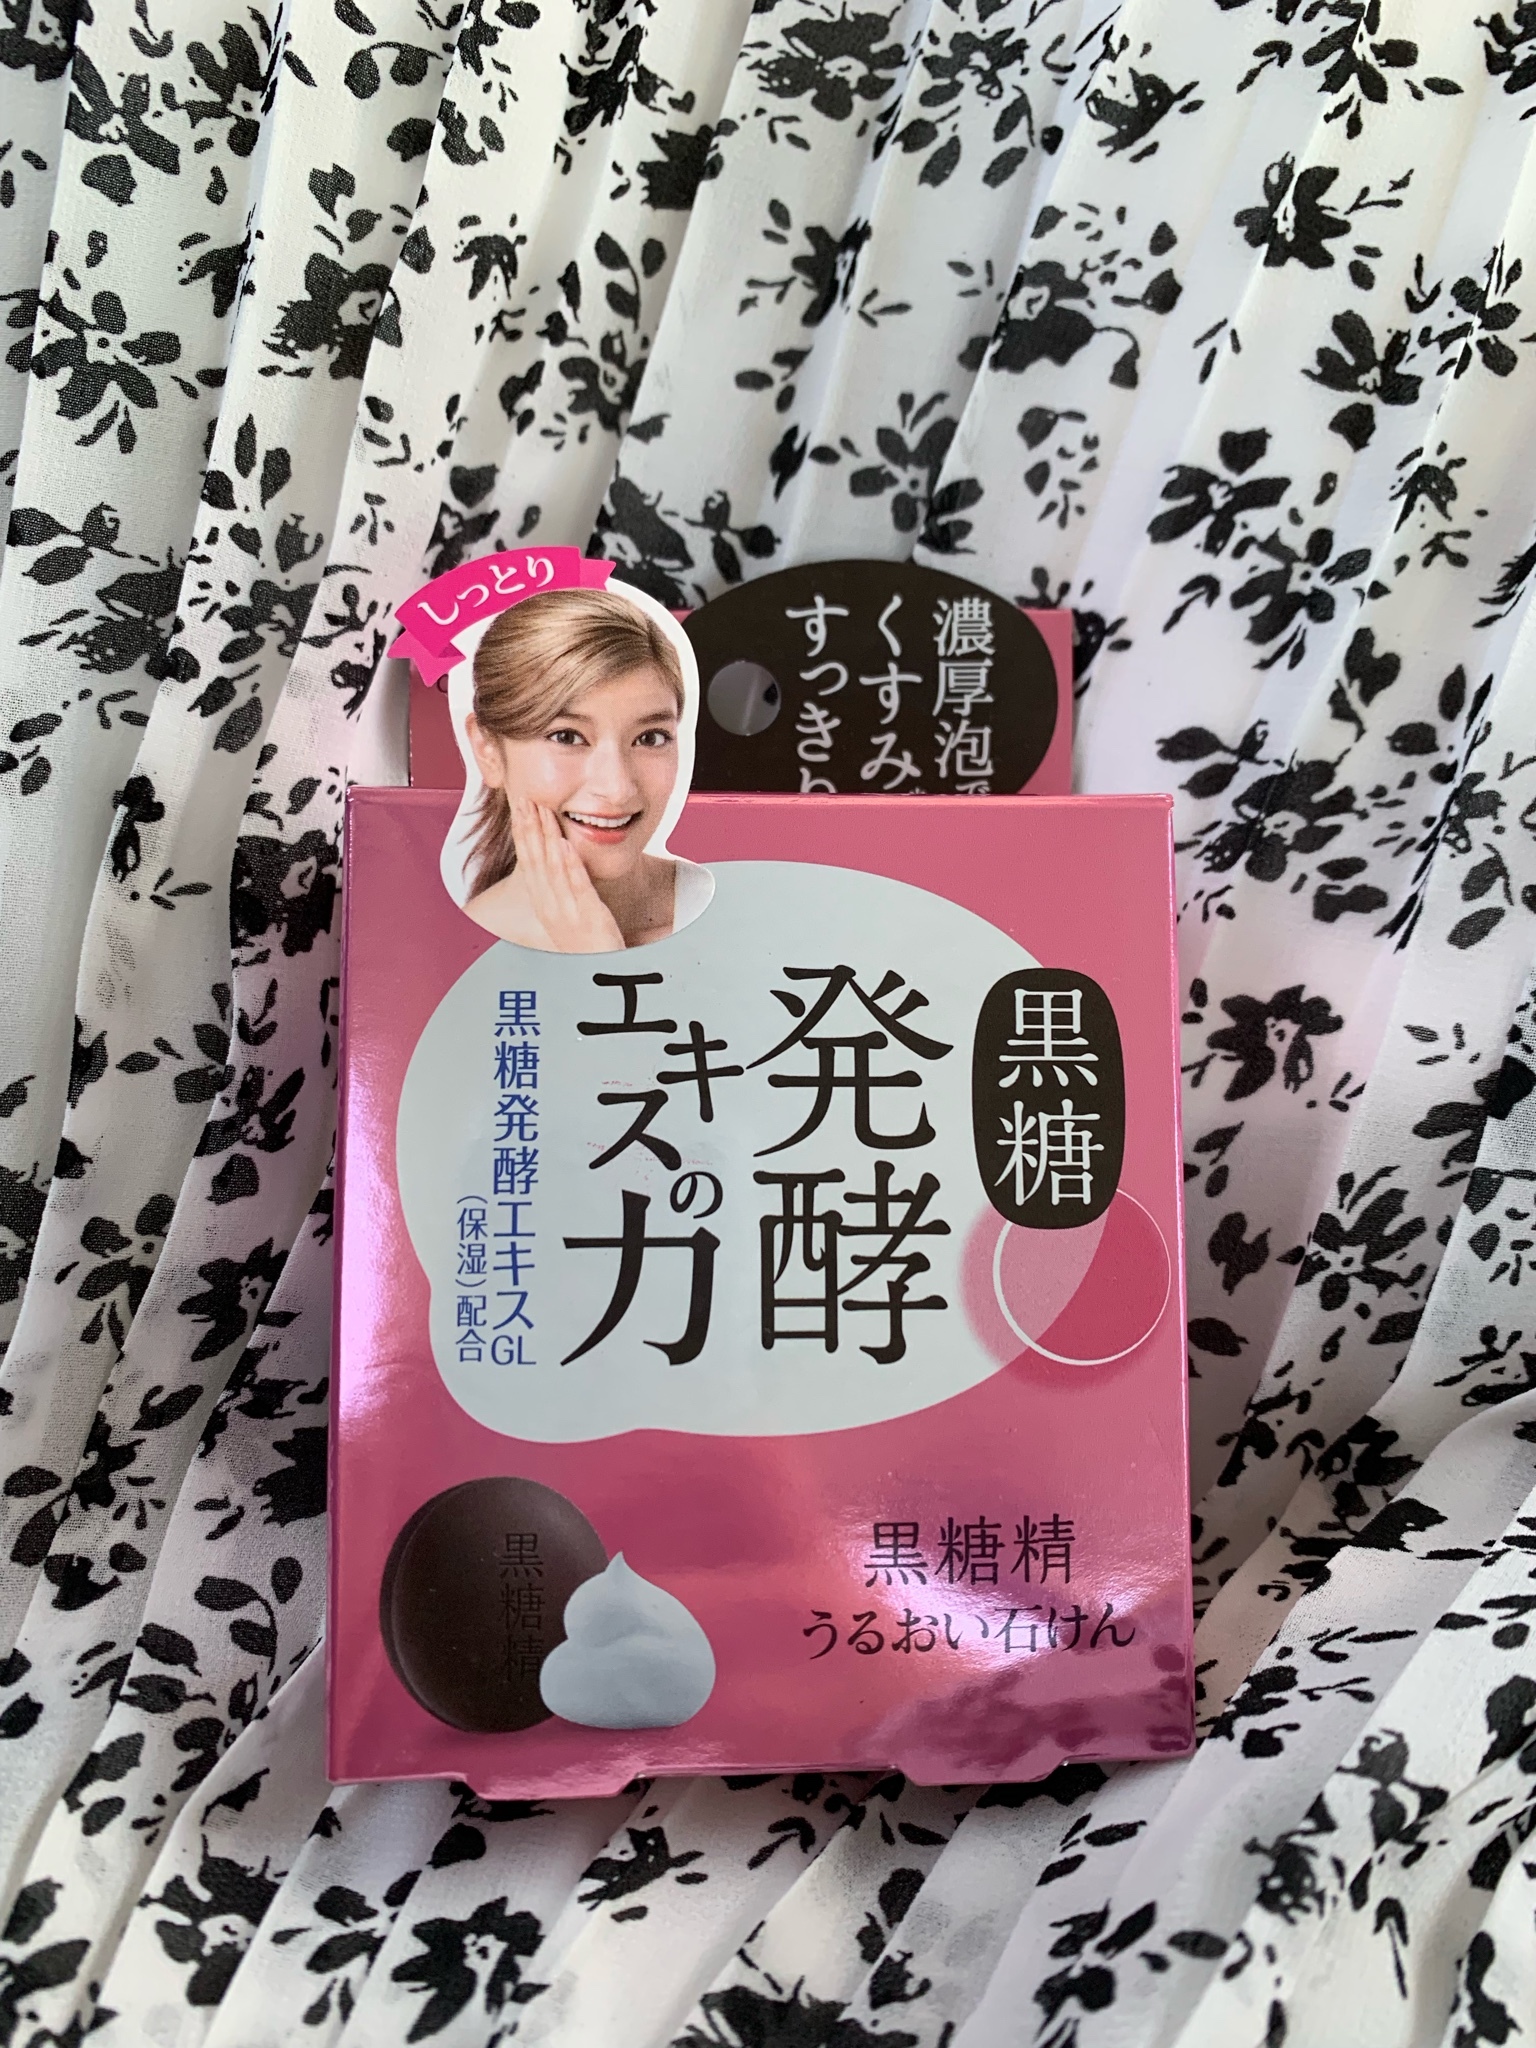 しっとり
濃厚泡で
くすみ*
すっきり
黒糖
発酵
エキスの力
黒糖発酵エキスGL
(保湿)配合
黒糖精
うるおい石けん
黒糖精